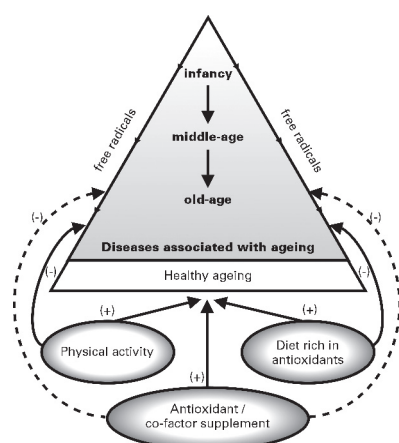 infancy
free radicals
free radicals
middle-age
old-age
(-)
(-)
Diseases associated with ageing
(-)
(-)
Healthy ageing
(+)
(+)
Physical activity
Diet rich in
antioxidants
(+)
Antioxidant /
co-factor supplement